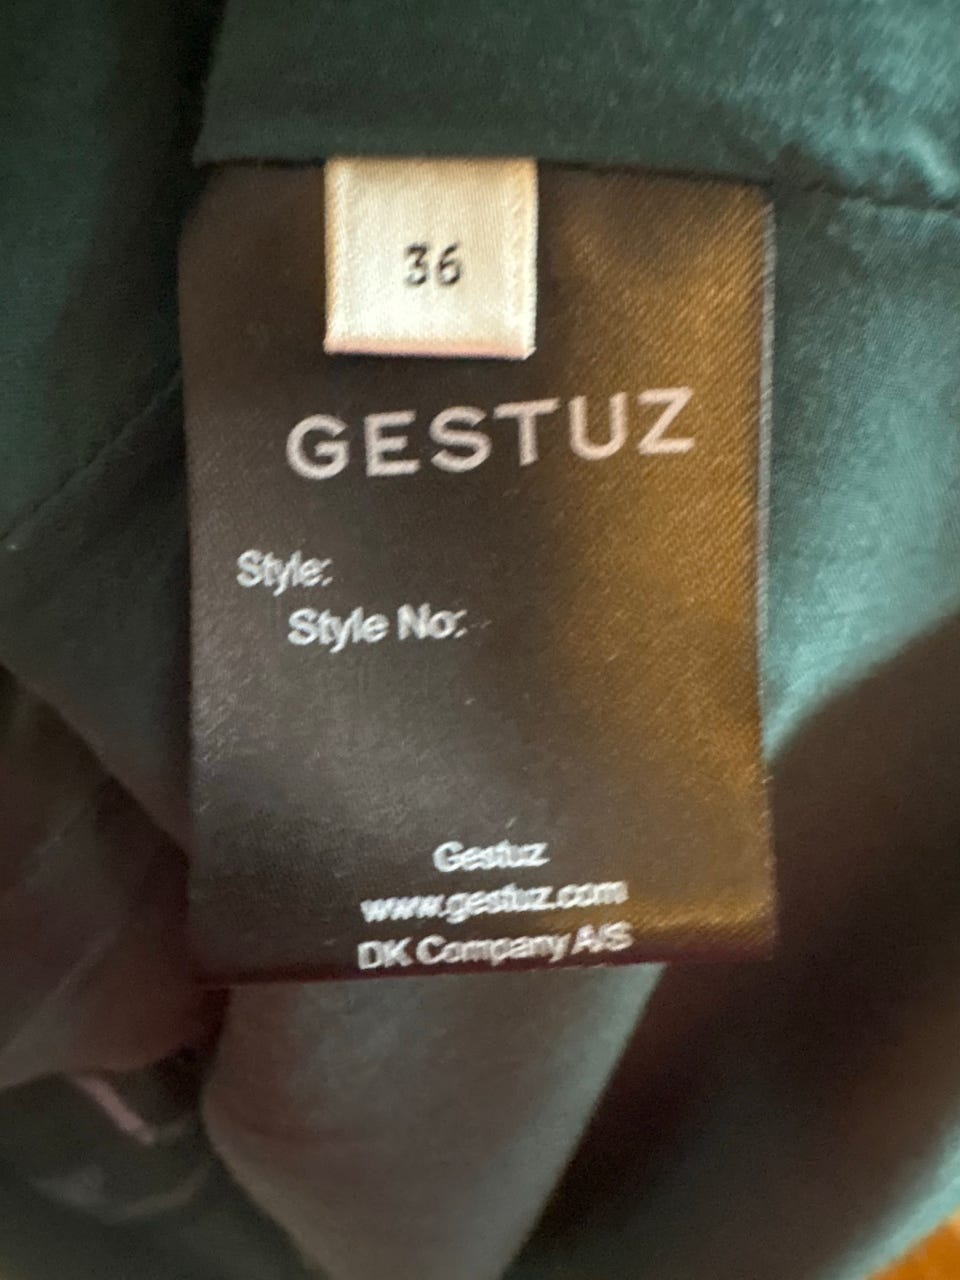 36
GESTUZ
Style:
Style No:
Gestuz
www.gestuz.com
DK Company A/S